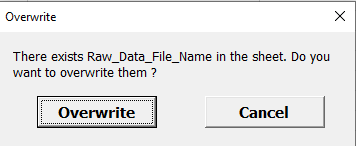 Overwrite
There exists Raw_Data_File_Name in the sheet. Do you
want to overwrite them ?
Overwrite
Cancel